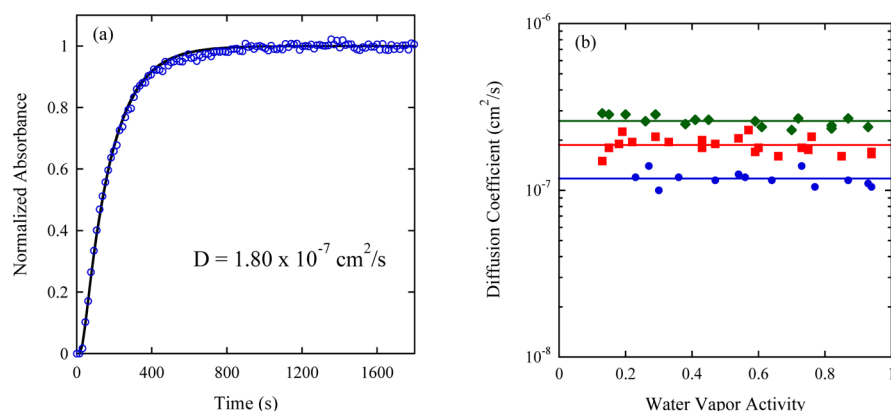 (a)
Normalized Absorbance
1
0.8
0.6
0.4
0.2
0
D = 1.80 x 10⁻⁷ cm²/s
0 400 800 1200 1600
Time (s)
(b)
Diffusion Coefficient (cm²/s)
10⁻⁶
10⁻⁷
10⁻⁸
0 0.2 0.4 0.6 0.8 1
Water Vapor Activity